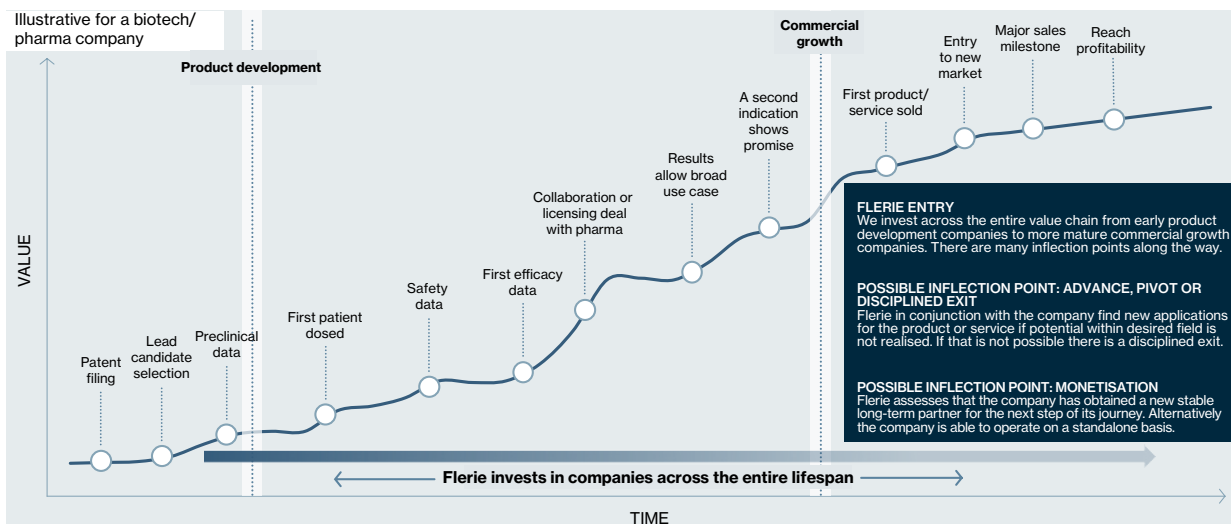 Illustrative for a biotech/
pharma company
Product development
Commercial
growth
VALUE
Patent
filing
Lead
candidate
selection
Preclinical
data
First patient
dosed
Safety
data
First efficacy
data
Collaboration or
licensing deal
with pharma
Results
allow broad
use case
A second
indication
shows
promise
First product/
service sold
Entry
to new
market
Major sales
milestone
Reach
profitability
FLERIE ENTRY
We invest across the entire value chain from early product
development companies to more mature commercial growth
companies. There are many inflection points along the way.
POSSIBLE INFLECTION POINT: ADVANCE, PIVOT OR
DISCIPLINED EXIT
Flerie in conjunction with the company find new applications
for the product or service if potential within desired field is
not realised. If that is not possible there is a disciplined exit.
POSSIBLE INFLECTION POINT: MONETISATION
Flerie assesses that the company has obtained a new stable
long-term partner for the next step of its journey. Alternatively
the company is able to operate on a standalone basis.
Flerie invests in companies across the entire lifespan
TIME